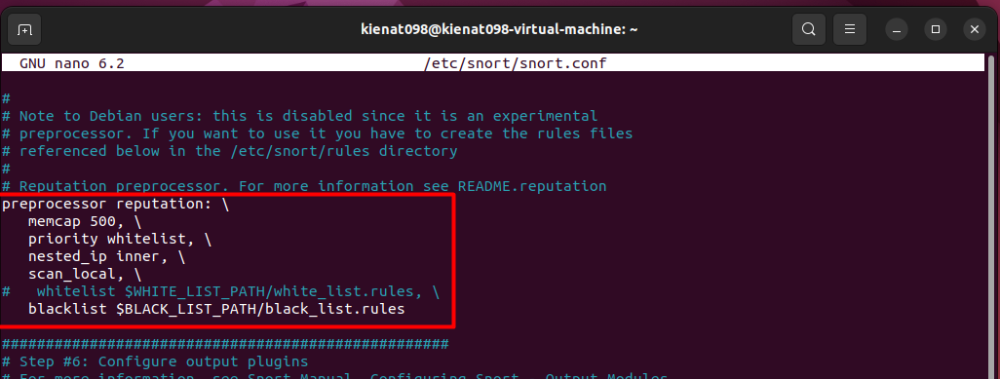 kienat098@kienat098-virtual-machine: ~
GNU nano 6.2 /etc/snort/snort.conf
#
# Note to Debian users: this is disabled since it is an experimental
# preprocessor. If you want to use it you have to create the rules files
# referenced below in the /etc/snort/rules directory
#
# Reputation preprocessor. For more information see README.reputation
preprocessor reputation: \
   memcap 500, \
   priority whitelist, \
   nested_ip inner, \
   scan_local, \
#   whitelist $WHITE_LIST_PATH/white_list.rules, \
   blacklist $BLACK_LIST_PATH/black_list.rules
###################################################
# Step #6: Configure output plugins
# For more information, see Snort Manual, Configuring Snort - Output Modules